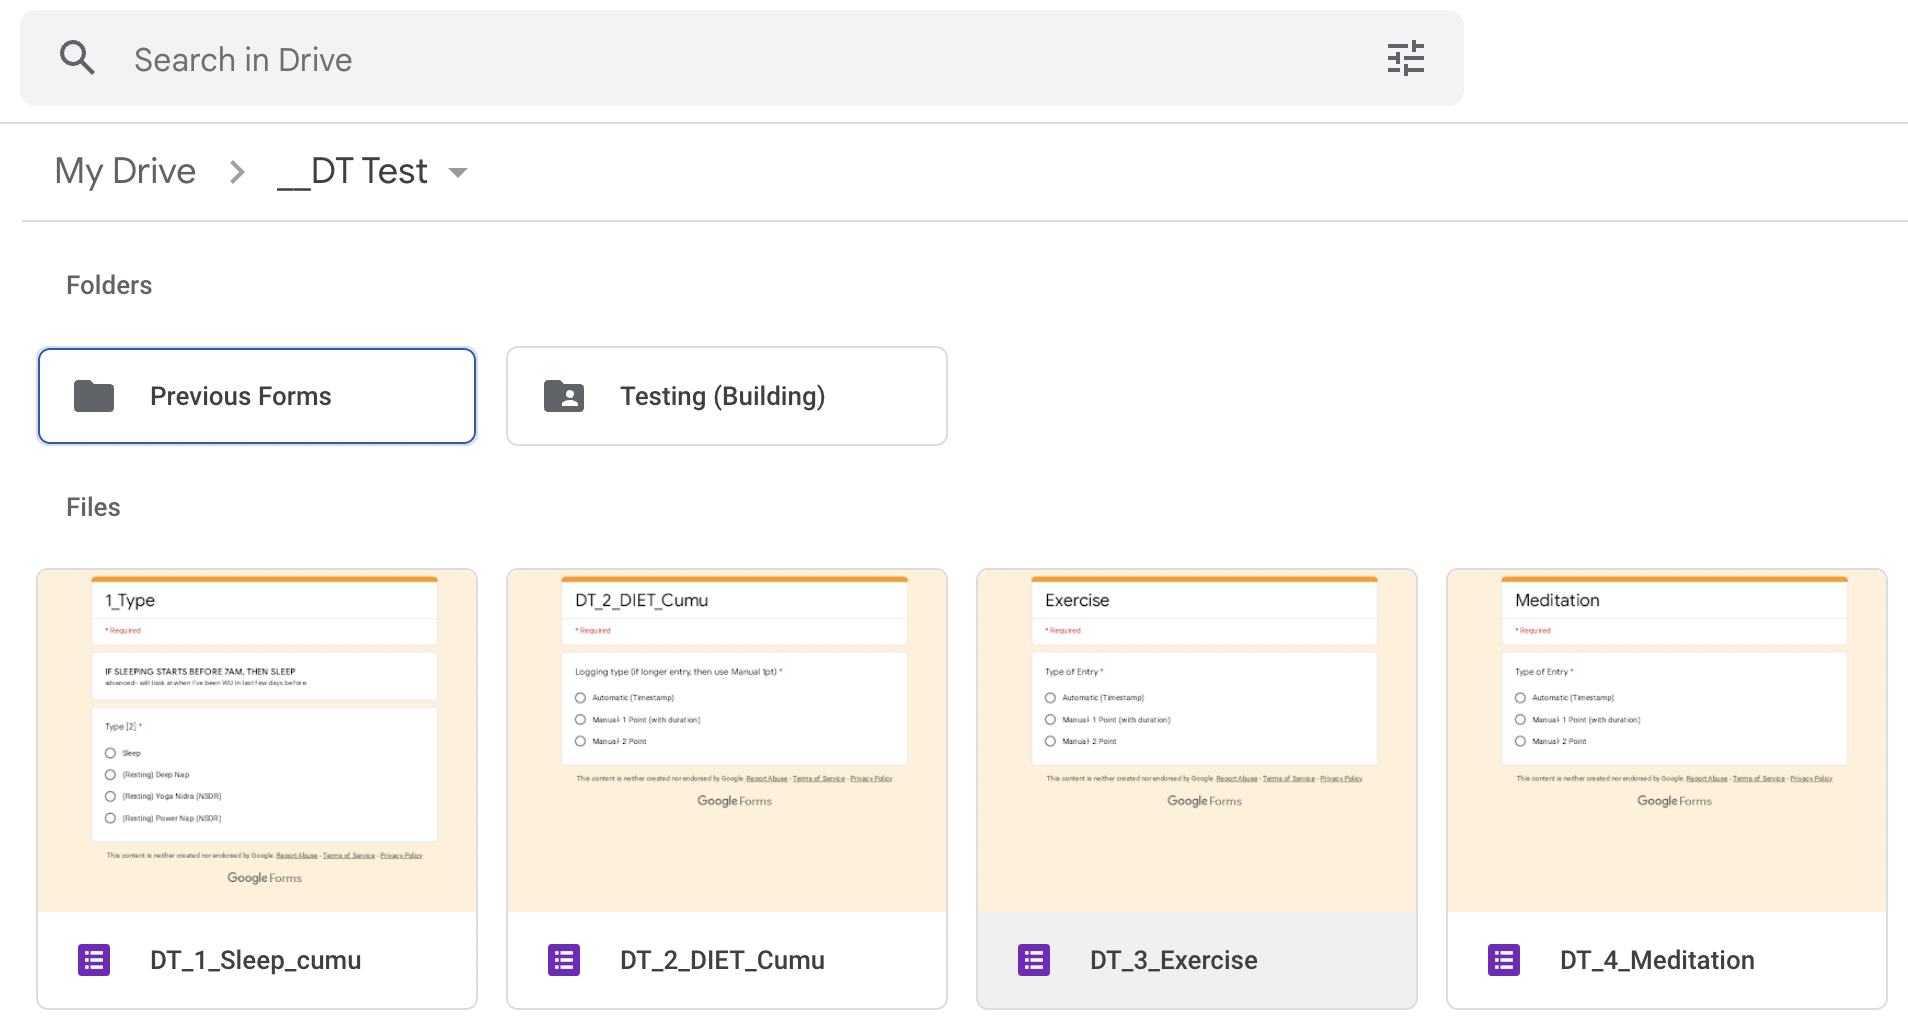 Search in Drive
My Drive > __DT Test
Folders
Previous Forms
Testing (Building)
Files
1_Type
* Required
IF SLEEPING STARTS BEFORE 7AM, THEN SLEEP
advanced- will look at when I've been WU in last few days before
Type [2] *
Sleep
(Resting) Deep Nap
(Resting) Yoga Nidra (NSDR)
(Resting) Power Nap (NSDR)
This content is neither created nor endorsed by Google. Report Abuse - Terms of Service - Privacy Policy
Google Forms
DT_1_Sleep_cumu
DT_2_DIET_Cumu
* Required
Logging type (if longer entry, then use Manual 1pt) *
Automatic (Timestamp)
Manual- 1 Point (with duration)
Manual- 2 Point
This content is neither created nor endorsed by Google. Report Abuse - Terms of Service - Privacy Policy
Google Forms
DT_2_DIET_Cumu
Exercise
* Required
Type of Entry *
Automatic (Timestamp)
Manual- 1 Point (with duration)
Manual- 2 Point
This content is neither created nor endorsed by Google. Report Abuse - Terms of Service - Privacy Policy
Google Forms
DT_3_Exercise
Meditation
* Required
Type of Entry *
Automatic (Timestamp)
Manual- 1 Point (with duration)
Manual- 2 Point
This content is neither created nor endorsed by Google. Report Abuse - Terms of Service - Privacy Policy
Google Forms
DT_4_Meditation